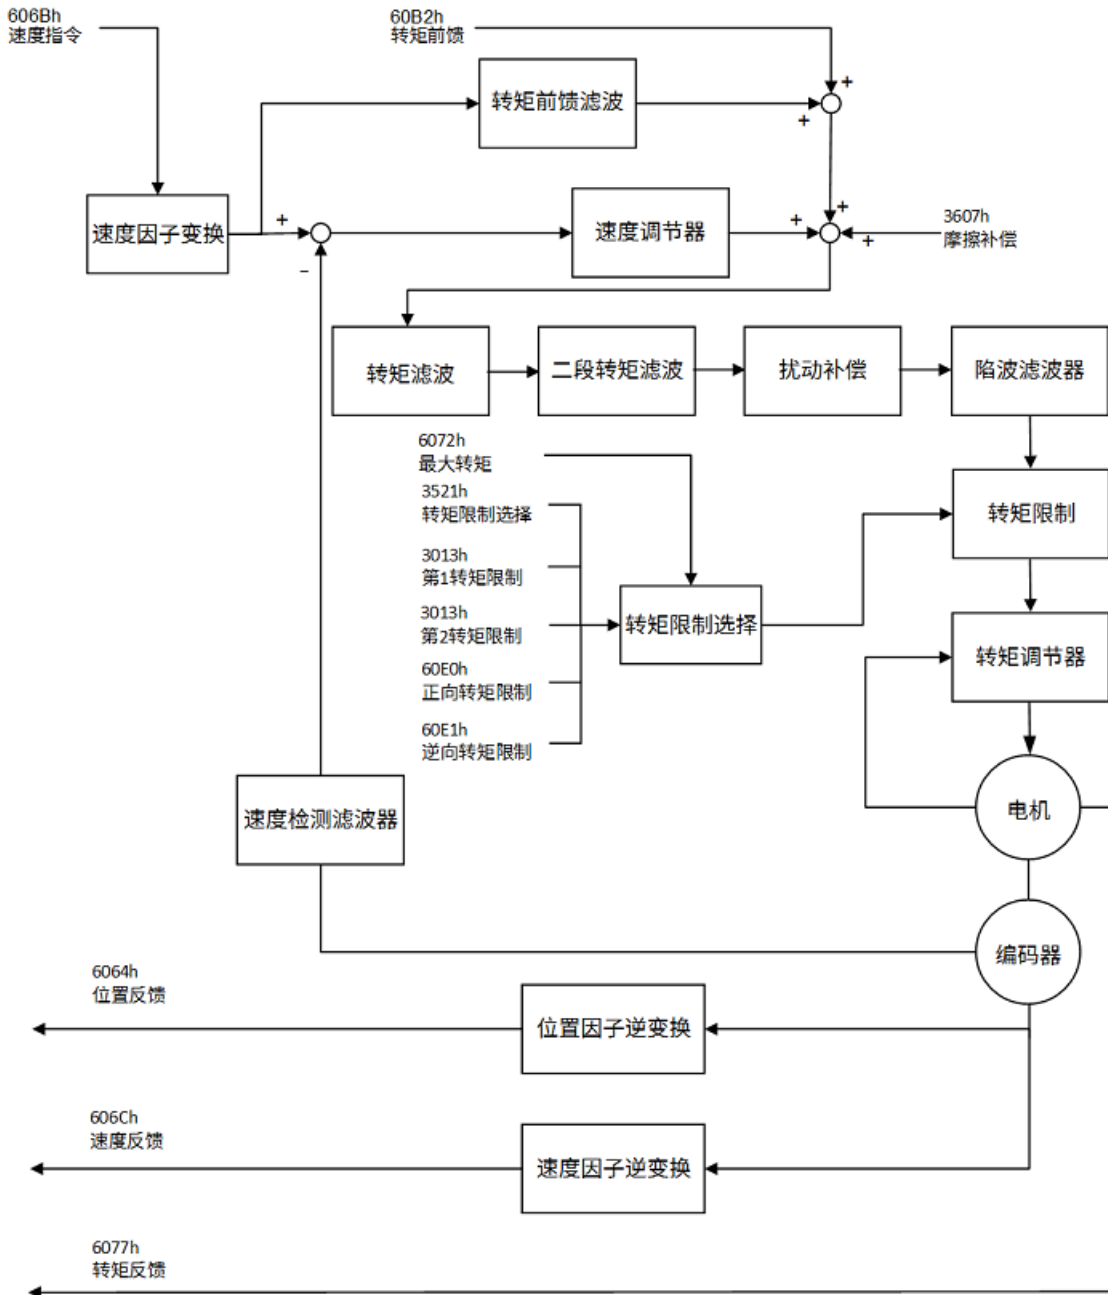 606Bh
速度指令
60B2h
转矩前馈
+
转矩前馈滤波
+
+
速度因子变换
+
速度调节器
+
3607h
摩擦补偿
+
-
转矩滤波
二段转矩滤波
扰动补偿
陷波滤波器
6072h
最大转矩
3521h
转矩限制选择
转矩限制
3013h
第1转矩限制
3013h
第2转矩限制
转矩限制选择
转矩调节器
60E0h
正向转矩限制
60E1h
逆向转矩限制
速度检测滤波器
电机
编码器
6064h
位置反馈
位置因子逆变换
606Ch
速度反馈
速度因子逆变换
6077h
转矩反馈